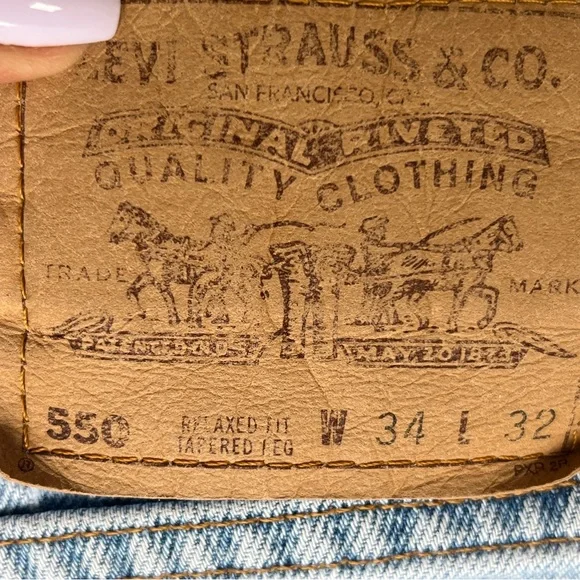 LEVI STRAUSS & CO.
SAN FRANCISCO, CAL.
ORIGINAL RIVETED
QUALITY CLOTHING
TRADE MARK
PATENTED IN U.S. MAY 20 1873
550 RELAXED FIT TAPERED LEG W 34 L 32
®